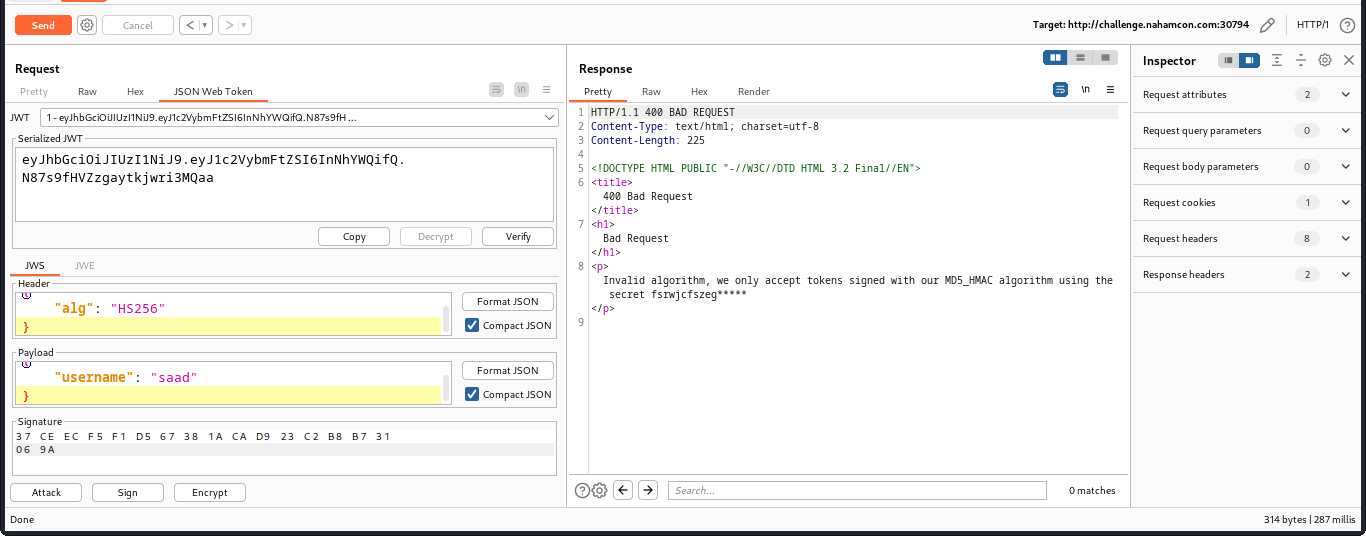 Send
Cancel
Target: http://challenge.nahamcon.com:30794
HTTP/1
Request
Pretty
Raw
Hex
JSON Web Token
\n
JWT
1 - eyJhbGciOiJIUzI1NiJ9.eyJ1c2VybmFtZSI6InNhYWQifQ.N87s9fH ...
Serialized JWT
eyJhbGciOiJIUzI1NiJ9.eyJ1c2VybmFtZSI6InNhYWQifQ.
N87s9fHVZzgaytkjwri3MQaa
Copy
Decrypt
Verify
JWS
JWE
Header
"alg": "HS256"
}
Format JSON
Compact JSON
Payload
"username": "saad"
}
Format JSON
Compact JSON
Signature
37 CE EC F5 F1 D5 67 38 1A CA D9 23 C2 B8 B7 31
06 9A
Attack
Sign
Encrypt
Done
Response
Pretty
Raw
Hex
Render
\n
1 HTTP/1.1 400 BAD REQUEST
2 Content-Type: text/html; charset=utf-8
3 Content-Length: 225
4
5 <!DOCTYPE HTML PUBLIC "-//W3C//DTD HTML 3.2 Final//EN">
6 <title>
400 Bad Request
</title>
7 <h1>
Bad Request
</h1>
8 <p>
Invalid algorithm, we only accept tokens signed with our MD5_HMAC algorithm using the
secret fsrwjcfszeg*****
</p>
9
Search...
0 matches
Inspector
Request attributes 2
Request query parameters 0
Request body parameters 0
Request cookies 1
Request headers 8
Response headers 2
314 bytes | 287 millis